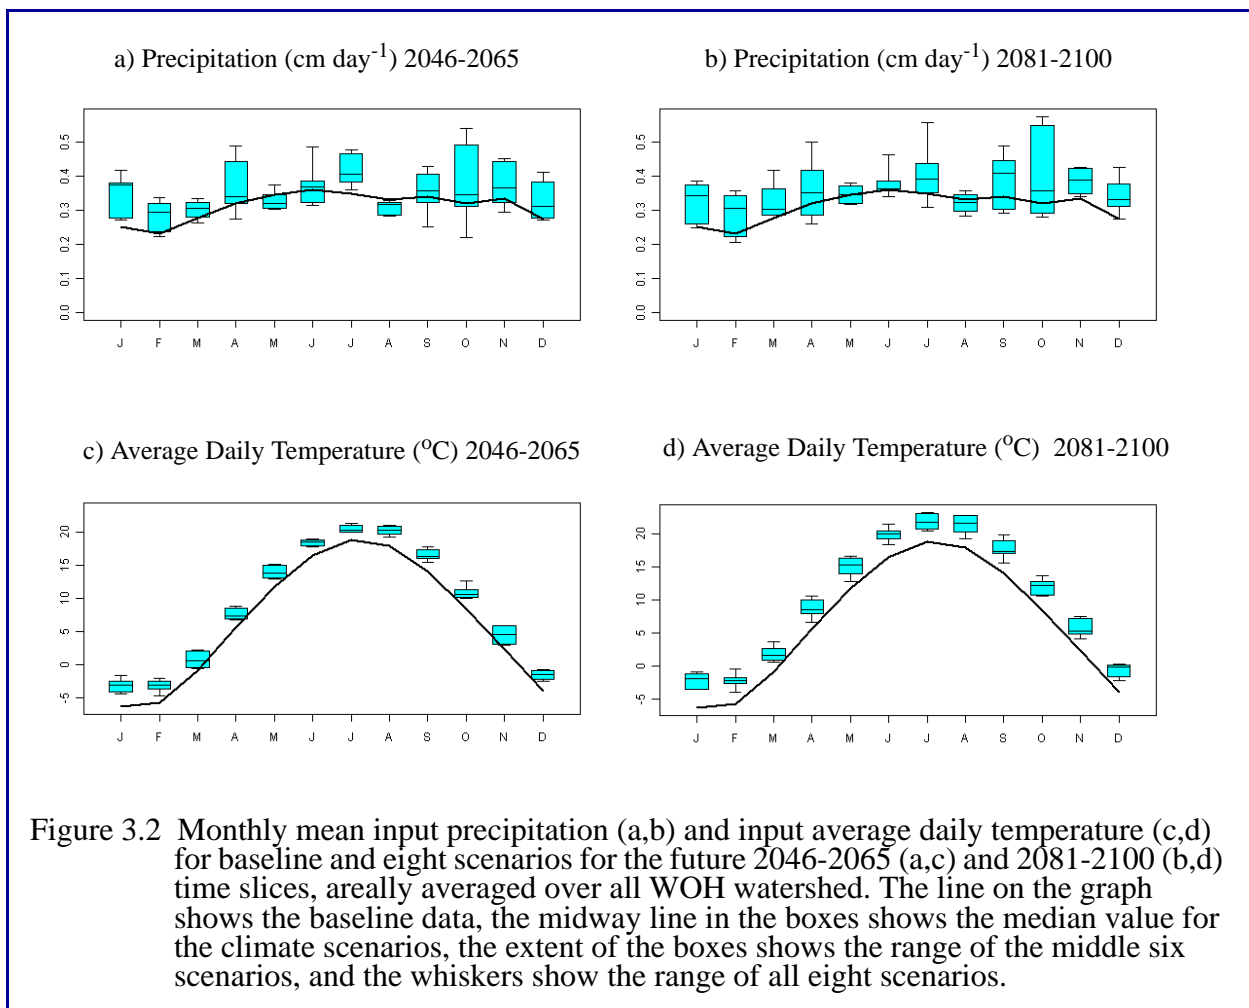 a) Precipitation (cm day-1) 2046-2065
b) Precipitation (cm day-1) 2081-2100
0.5
0.4
0.3
0.2
0.1
0.0
J F M A M J J A S O N D
0.5
0.4
0.3
0.2
0.1
0.0
J F M A M J J A S O N D
c) Average Daily Temperature (oC) 2046-2065
d) Average Daily Temperature (oC) 2081-2100
20
15
10
5
0
-5
J F M A M J J A S O N D
20
15
10
5
0
-5
J F M A M J J A S O N D
Figure 3.2 Monthly mean input precipitation (a,b) and input average daily temperature (c,d)
for baseline and eight scenarios for the future 2046-2065 (a,c) and 2081-2100 (b,d)
time slices, areally averaged over all WOH watershed. The line on the graph
shows the baseline data, the midway line in the boxes shows the median value for
the climate scenarios, the extent of the boxes shows the range of the middle six
scenarios, and the whiskers show the range of all eight scenarios.